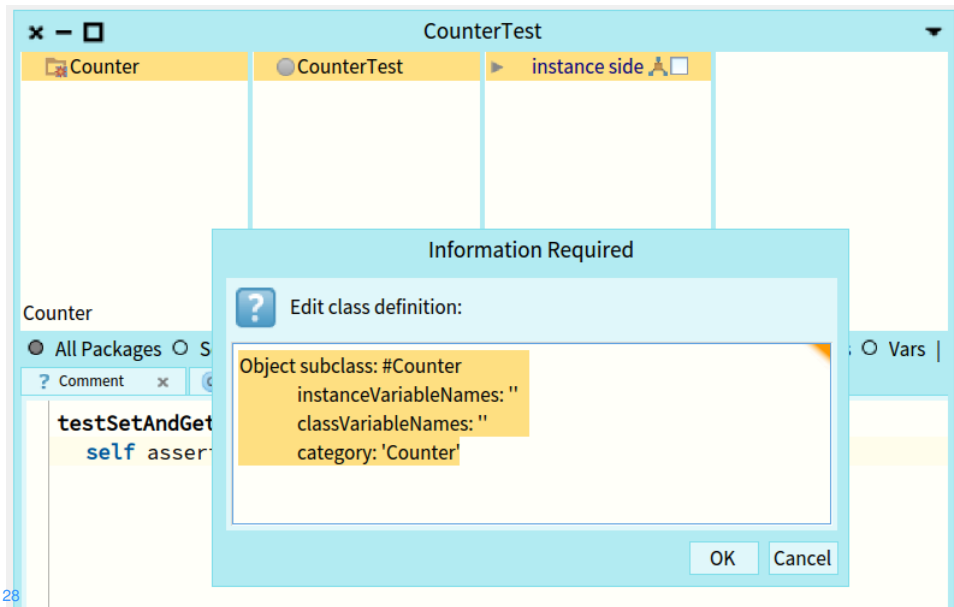 CounterTest
Counter
CounterTest
instance side
Counter
All Packages
Vars |
? Comment
testSetAndGet
self
Information Required
?
Edit class definition:
Object subclass: #Counter
instanceVariableNames: ''
classVariableNames: ''
category: 'Counter'
OK Cancel
28